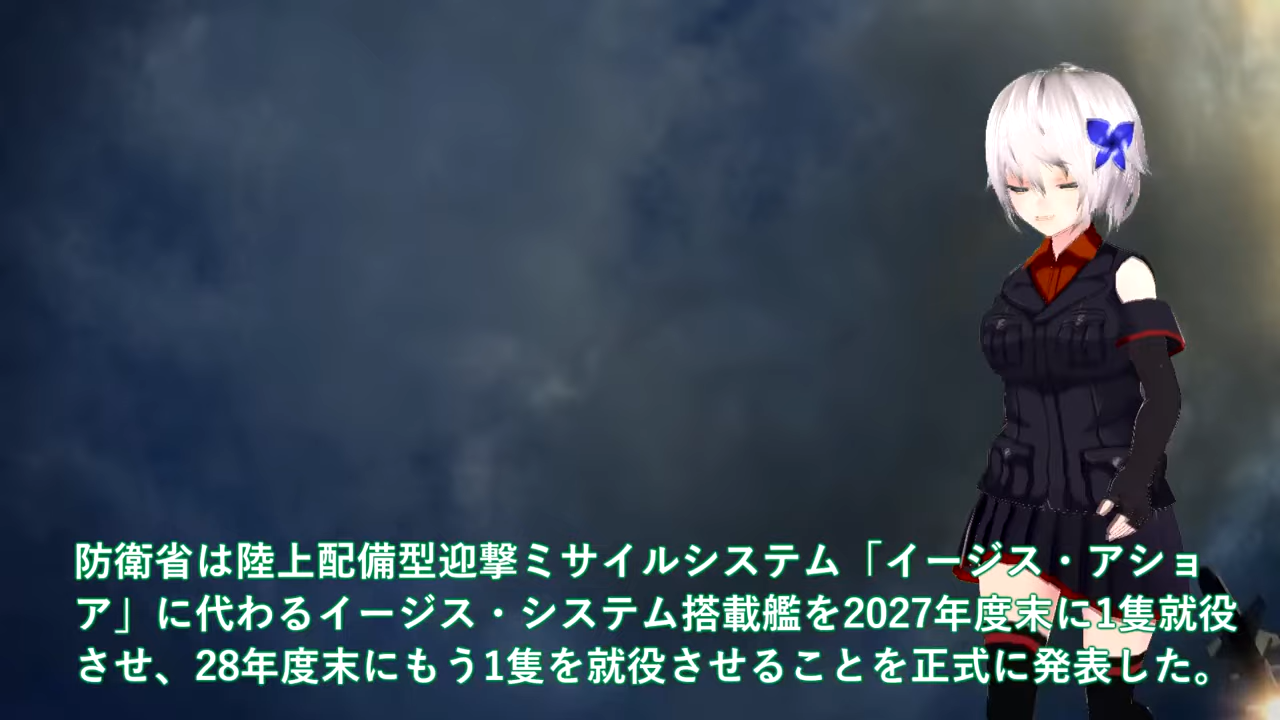 防衛省は陸上配備型迎撃ミサイルシステム「イージス・アショ
ア」に代わるイージス・システム搭載艦を2027年度末に1隻就役
させ、28年度末にもう1隻を就役させることを正式に発表した。